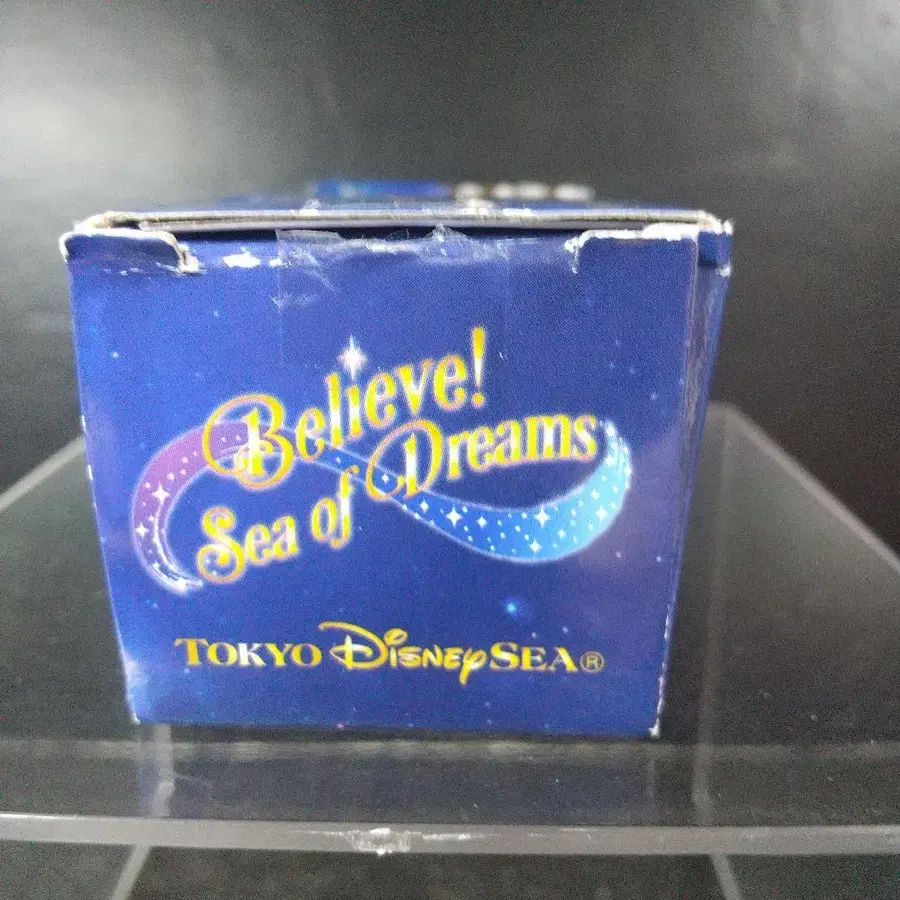 Believe!
Sea of Dreams
TOKYO DISNEYSEA®